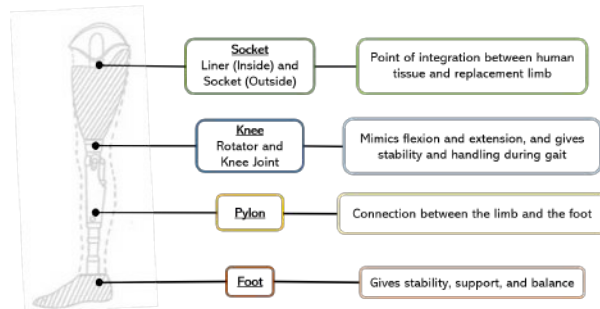 Socket
Liner (Inside) and
Socket (Outside)
Point of integration between human
tissue and replacement limb
Knee
Rotator and
Knee Joint
Mimics flexion and extension, and gives
stability and handling during gait
Pylon
Connection between the limb and the foot
Foot
Gives stability, support, and balance